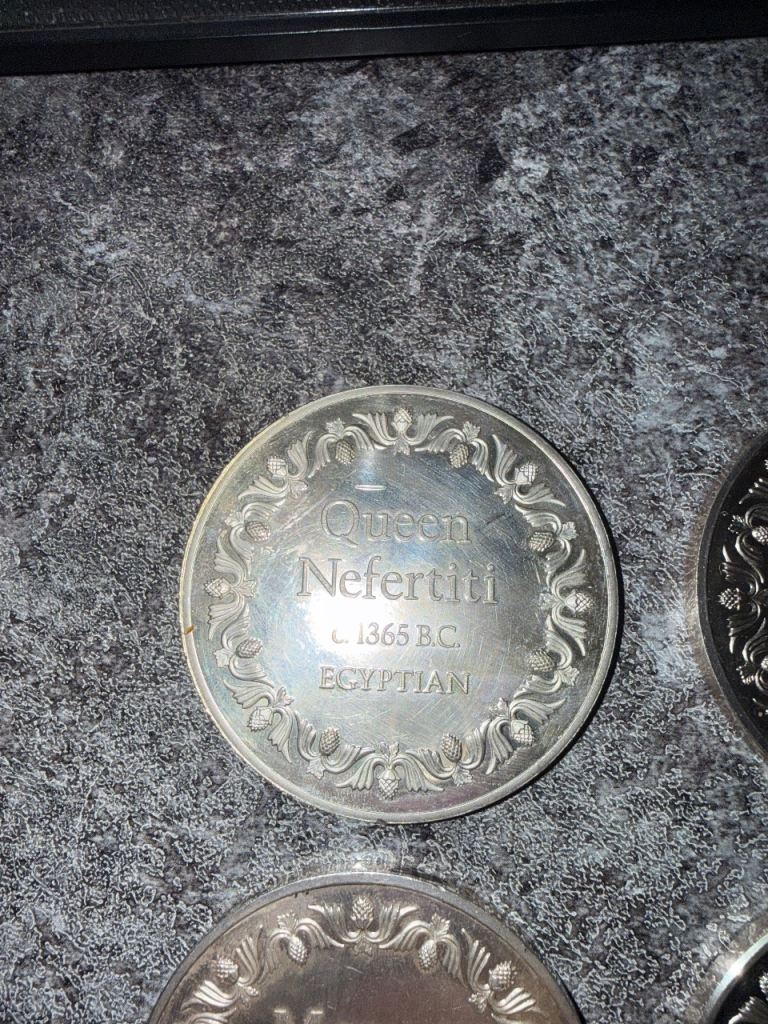 Queen
Nefertiti
c. 1365 B.C.
EGYPTIAN